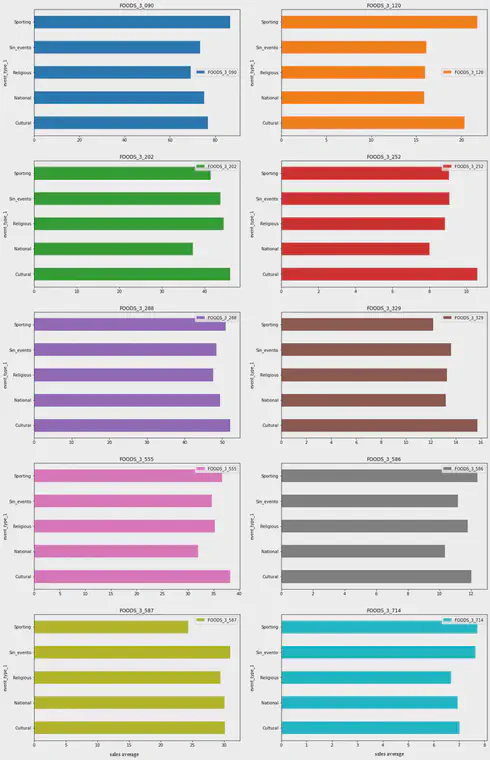 FOODS_3_090
Sporting
Sin_evento
Religious
National
Cultural
event_type_1
FOODS_3_090
0 20 40 60 80
FOODS_3_120
Sporting
Sin_evento
Religious
National
Cultural
event_type_1
FOODS_3_120
0 5 10 15 20
FOODS_3_202
Sporting
Sin_evento
Religious
National
Cultural
event_type_1
FOODS_3_202
0 10 20 30 40
FOODS_3_252
Sporting
Sin_evento
Religious
National
Cultural
event_type_1
FOODS_3_252
0 2 4 6 8 10
FOODS_3_288
Sporting
Sin_evento
Religious
National
Cultural
event_type_1
FOODS_3_288
0 10 20 30 40 50
FOODS_3_329
Sporting
Sin_evento
Religious
National
Cultural
event_type_1
FOODS_3_329
0 2 4 6 8 10 12 14 16
FOODS_3_555
Sporting
Sin_evento
Religious
National
Cultural
event_type_1
FOODS_3_555
0 5 10 15 20 25 30 35 40
FOODS_3_586
Sporting
Sin_evento
Religious
National
Cultural
event_type_1
FOODS_3_586
0 2 4 6 8 10 12
FOODS_3_587
Sporting
Sin_evento
Religious
National
Cultural
event_type_1
FOODS_3_587
0 5 10 15 20 25 30
sales average
FOODS_3_714
Sporting
Sin_evento
Religious
National
Cultural
event_type_1
FOODS_3_714
0 1 2 3 4 5 6 7 8
sales average